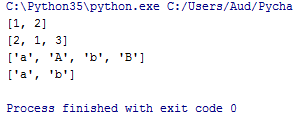 C:\Python35\python.exe C:/Users/Aud/Pycha
[1, 2]
[2, 1, 3]
['a', 'A', 'b', 'B']
['a', 'b']
Process finished with exit code 0